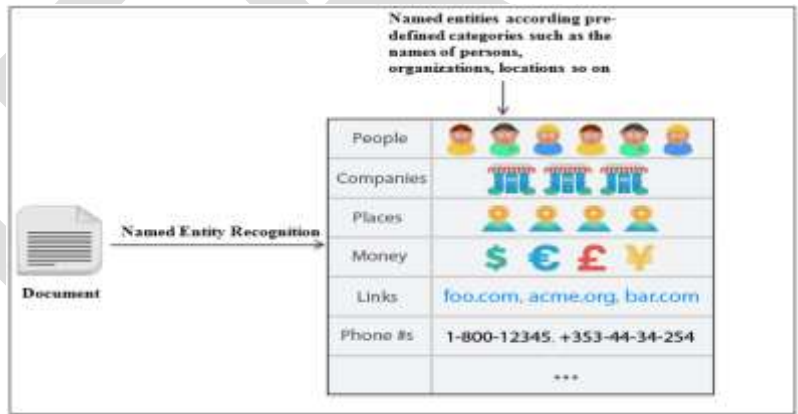 Named entities according pre-
defined categories such as the
names of persons,
organizations, locations so on
People
Companies
Places
Money
$ € £ ¥
Links
foo.com, acme.org, bar.com
Phone #s
1-800-12345. +353-44-34-254
...
Named Entity Recognition
Document